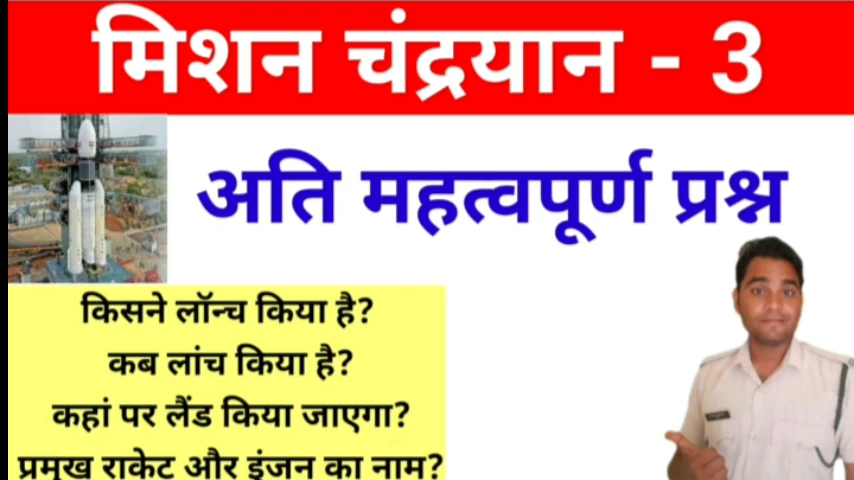 मिशन चंद्रयान - 3
अति महत्वपूर्ण प्रश्न
किसने लॉन्च किया है?
कब लांच किया है?
कहां पर लैंड किया जाएगा?
प्रमुख राकेट और इंजन का नाम?